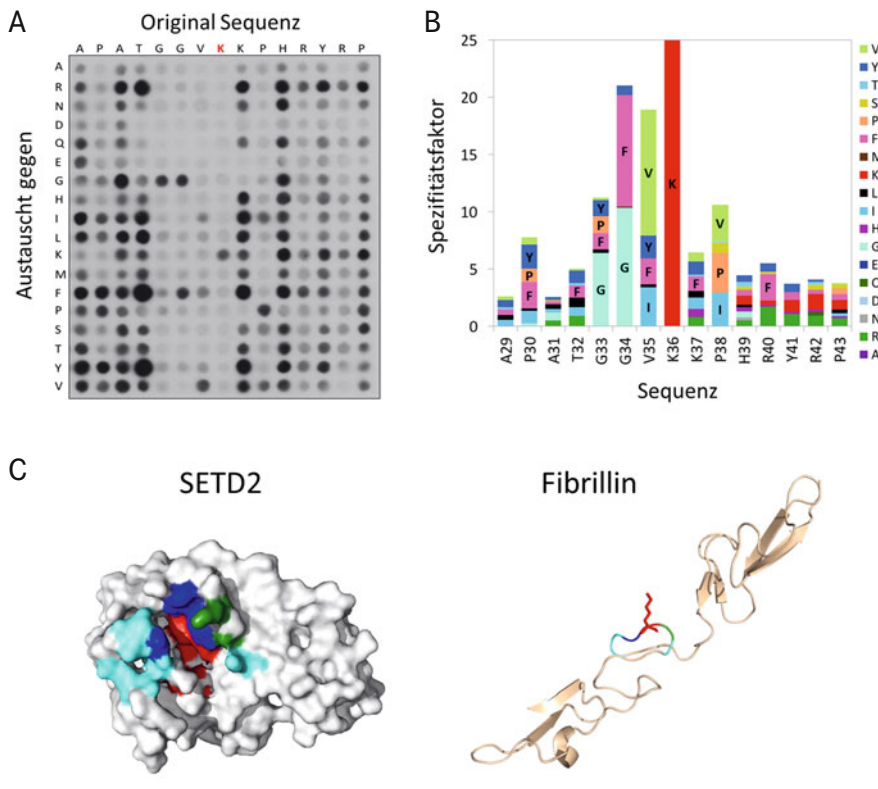 A
Original Sequenz
A P A T G G V K K P H R Y R P
Austauscht gegen
A
R
N
D
Q
E
G
H
I
L
K
M
F
P
S
T
Y
V
B
Spezifitätsfaktor
25
20
15
10
5
0
Y
P
F
F
Y
P
F
G
F
G
V
Y
F
I
K
F
P
I
F
A29
P30
A31
T32
G33
G34
V35
K36
K37
P38
H39
R40
Y41
R42
P43
Sequenz
V
Y
T
S
P
F
M
K
L
I
H
G
E
D
N
R
A
C
SETD2
Fibrillin